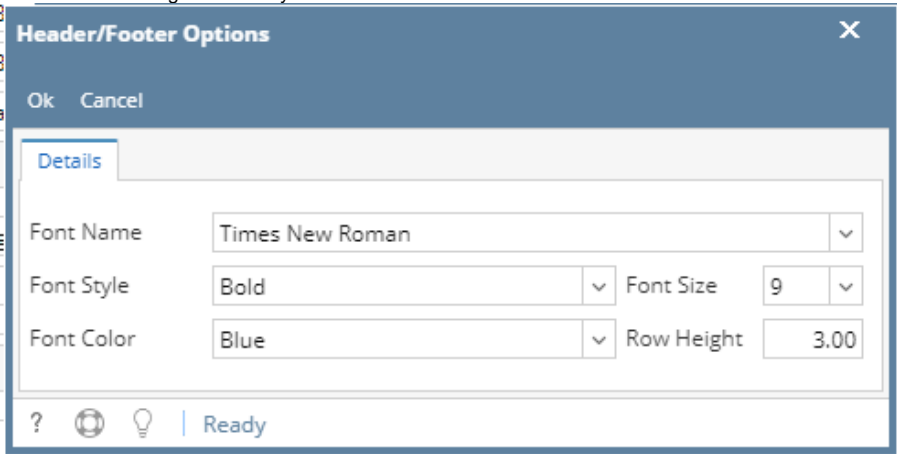 Header/Footer Options
Ok Cancel
Details
Font Name Times New Roman
Font Style Bold Font Size 9
Font Color Blue Row Height 3.00
? Ready